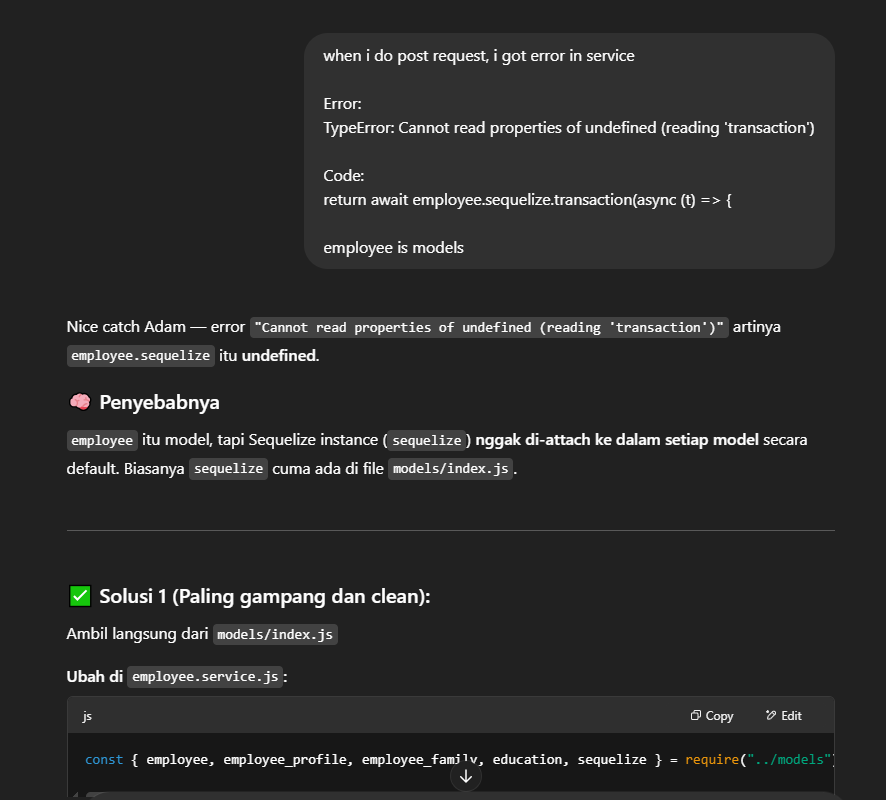 when i do post request, i got error in service
Error:
TypeError: Cannot read properties of undefined (reading 'transaction')
Code:
return await employee.sequelize.transaction(async (t) => {
employee is models
Nice catch Adam — error "Cannot read properties of undefined (reading 'transaction')" artinya
employee.sequelize itu undefined.
🧠 Penyebabnya
employee itu model, tapi Sequelize instance (sequelize) nggak di-attach ke dalam setiap model secara
default. Biasanya sequelize cuma ada di file models/index.js.
✅ Solusi 1 (Paling gampang dan clean):
Ambil langsung dari models/index.js
Ubah di employee.service.js:
js
Copy
Edit
const { employee, employee_profile, employee_family, education, sequelize } = require("../models")